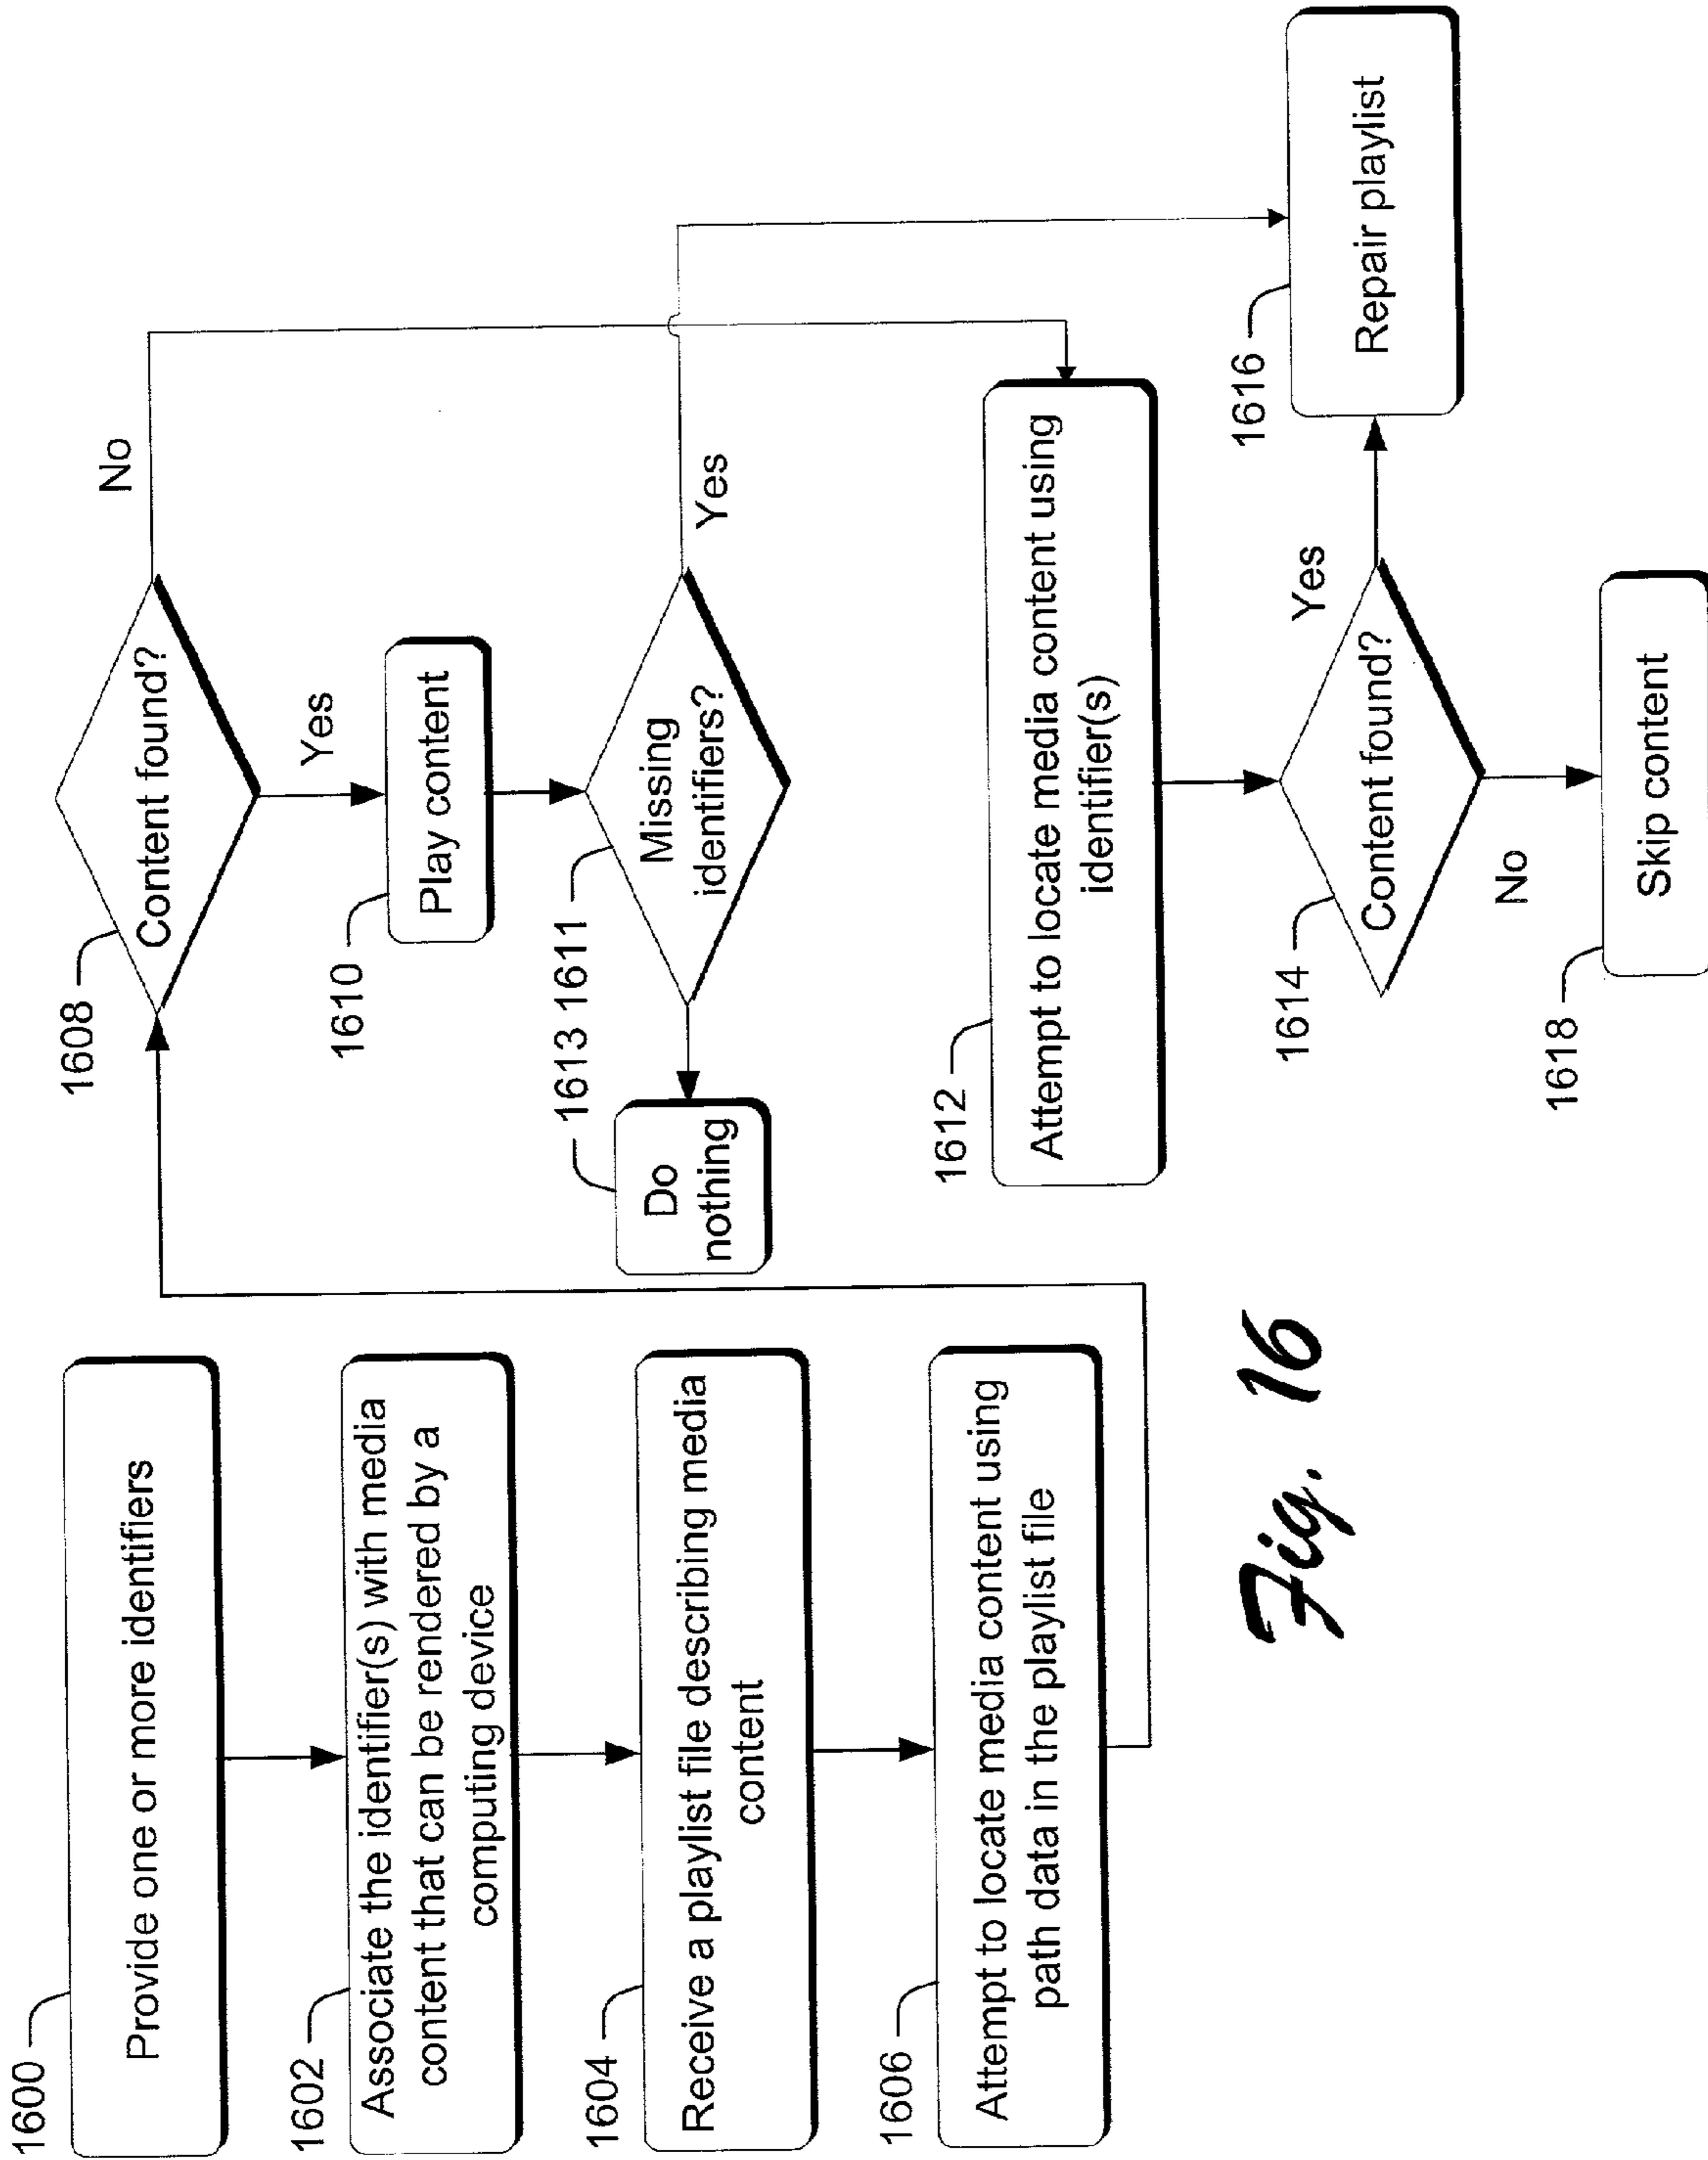 1600
Provide one or more identifiers
1602
Associate the identifier(s) with media
content that can be rendered by a
computing device
1604
Receive a playlist file describing media
content
1606
Attempt to locate media content using
path data in the playlist file
1608
Content found?
No
Yes
1610
Play content
1613 1611
Missing
identifiers?
Yes
Do
nothing
1612
Attempt to locate media content using
identifier(s)
1614
Content found?
Yes
1616
Repair playlist
No
1618
Skip content
Fig. 16